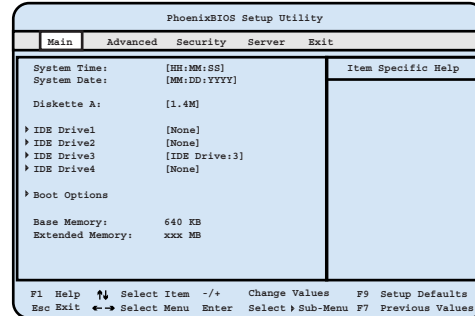 PhoenixBIOS Setup Utility
Main Advanced Security Server Exit
System Time: [HH:MM:SS] Item Specific Help
System Date: [MM:DD:YYYY]
Diskette A: [1.4M]
IDE Drive1 [None]
IDE Drive2 [None]
IDE Drive3 [IDE Drive:3]
IDE Drive4 [None]
Boot Options
Base Memory: 640 KB
Extended Memory: xxx MB
F1 Help Select Item -/+ Change Values F9 Setup Defaults
Esc Exit Select Menu Enter Select Sub-Menu F7 Previous Values